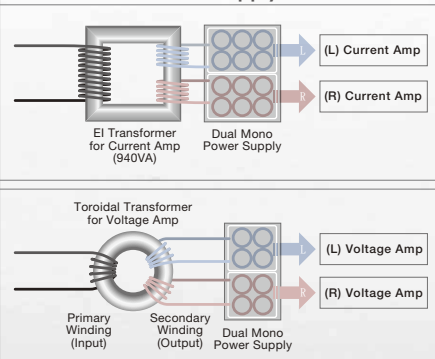 L
(L) Current Amp
R
(R) Current Amp
EI Transformer
for Current Amp
(940VA)
Dual Mono
Power Supply
Toroidal Transformer
for Voltage Amp
L
(L) Voltage Amp
R
(R) Voltage Amp
Primary
Winding
(Input)
Secondary
Winding
(Output)
Dual Mono
Power Supply